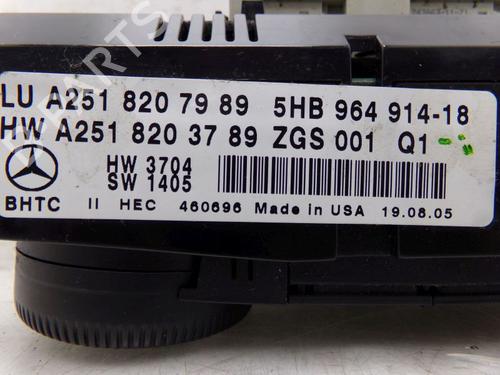 LU A251 820 79 89 5HB 964 914-18
HW A251 820 37 89 ZGS 001 Q1
HW 3704
SW 1405
BHTC II HEC 460696 Made in USA 19.08.05